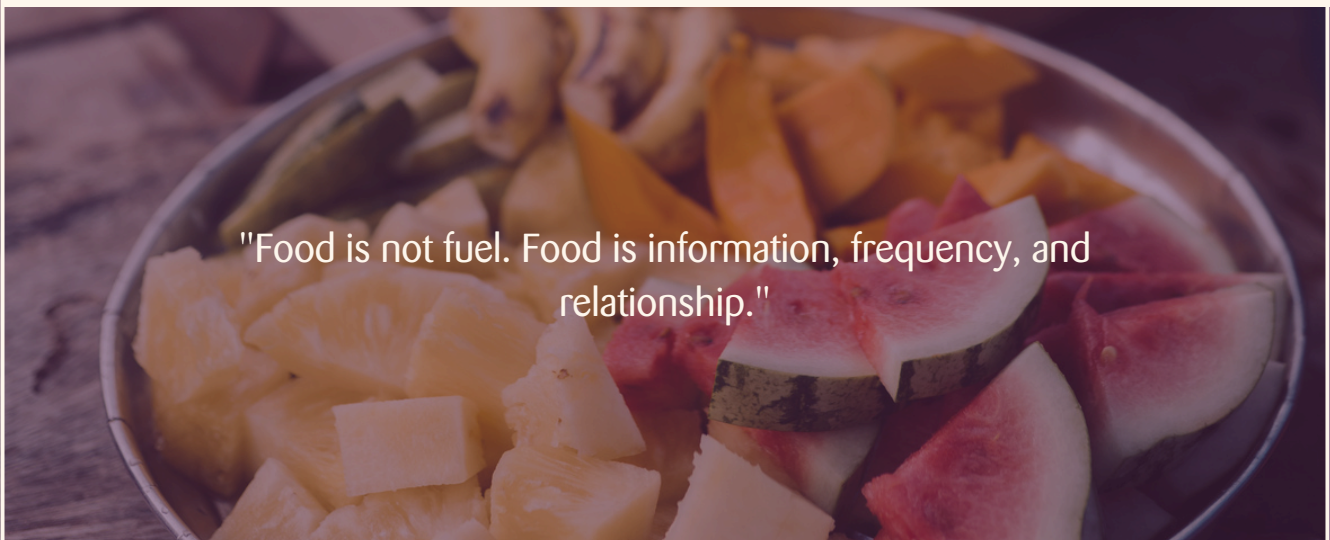 "Food is not fuel. Food is information, frequency, and
relationship."